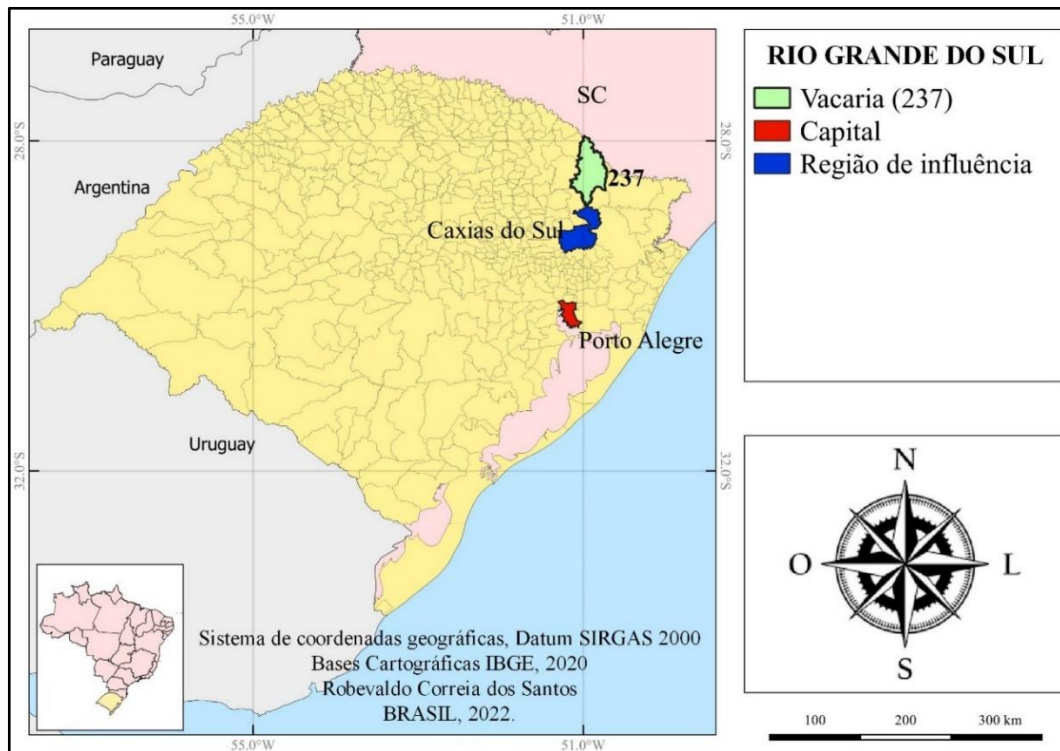 55.0°W
51.0°W
Paraguay
SC
28.0°S
28.0°S
Argentina
237
Caxias do Sul
Porto Alegre
Uruguay
32.0°S
32.0°S
Sistema de coordenadas geográficas, Datum SIRGAS 2000
Bases Cartográficas IBGE, 2020
Robevaldo Correia dos Santos
BRASIL, 2022.
55.0°W
51.0°W
RIO GRANDE DO SUL
Vacaria (237)
Capital
Região de influência
N
O
L
S
100
200
300 km